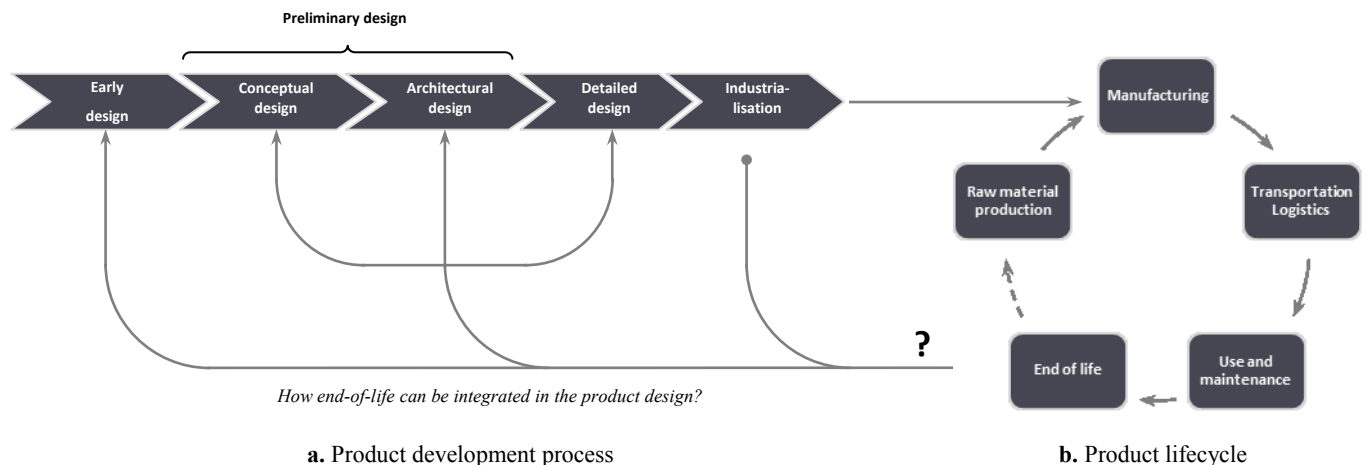 Preliminary design
Early
design
Conceptual
design
Architectural
design
Detailed
design
Industria-
lisation
Manufacturing
Raw material
production
Transportation
Logistics
?
End of life
Use and
maintenance
How end-of-life can be integrated in the product design?
a. Product development process
b. Product lifecycle